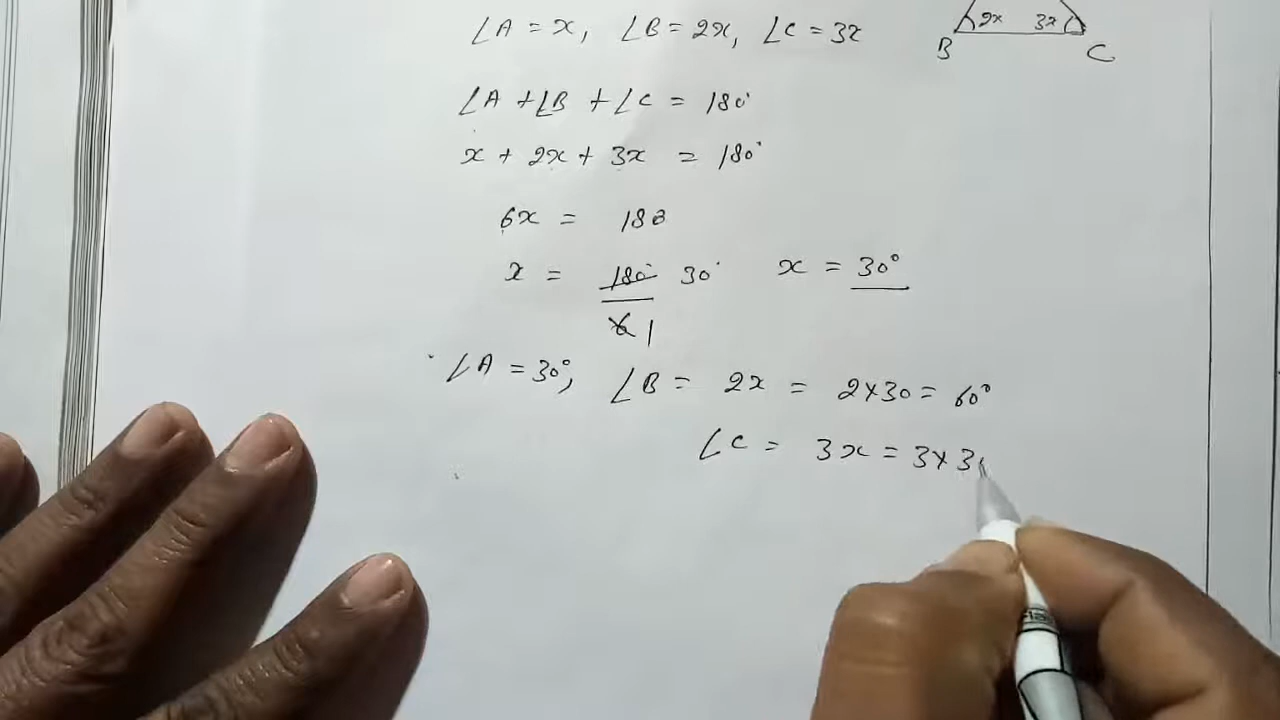 ∠A = x, ∠B = 2x, ∠C = 3x
2x 3x
B C
∠A + ∠B + ∠C = 180°
x + 2x + 3x = 180°
6x = 180
x = 180° 30° x = 30°
6 1
∠A = 30°, ∠B = 2x = 2×30 = 60°
∠C = 3x = 3×3